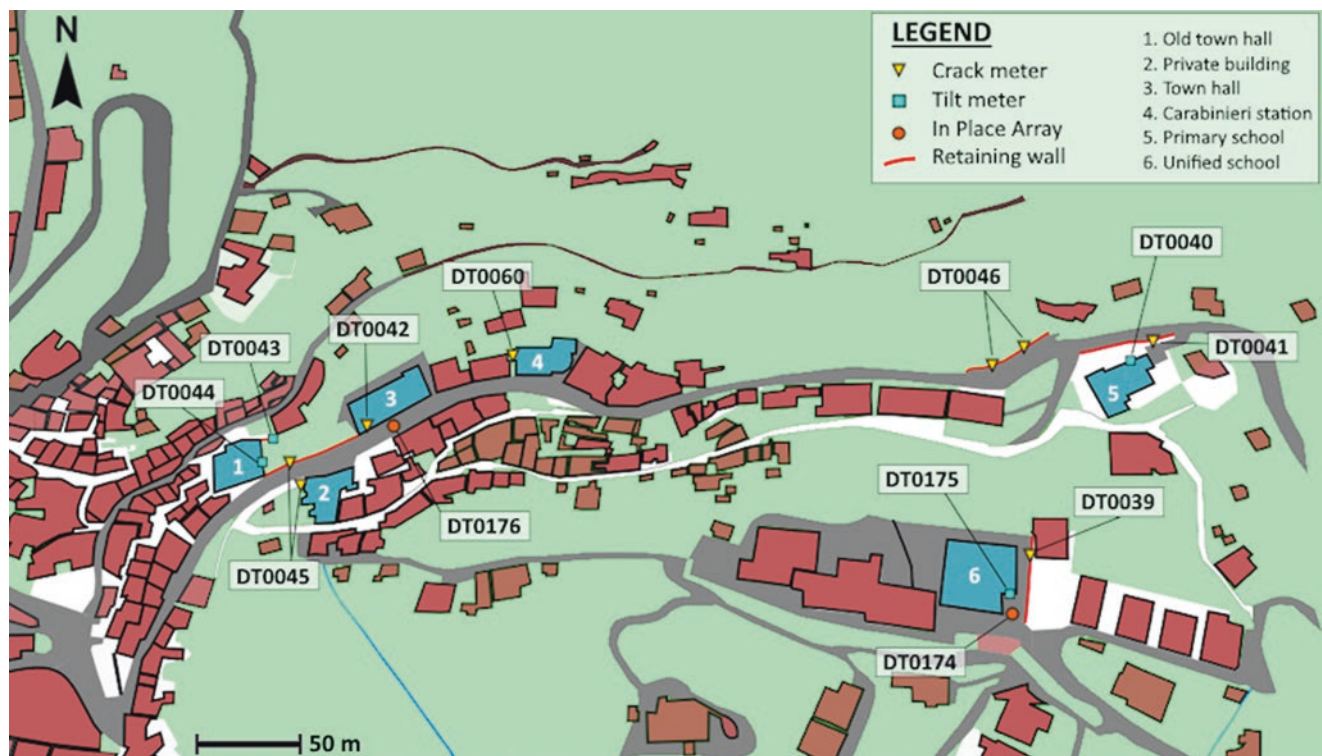 N
LEGEND
Crack meter
Tilt meter
In Place Array
Retaining wall
1. Old town hall
2. Private building
3. Town hall
4. Carabinieri station
5. Primary school
6. Unified school
DT0040
DT0060
DT0046
DT0042
DT0043
DT0041
DT0044
4
3
5
1
2
DT0175
DT0039
DT0176
DT0045
6
DT0174
50 m